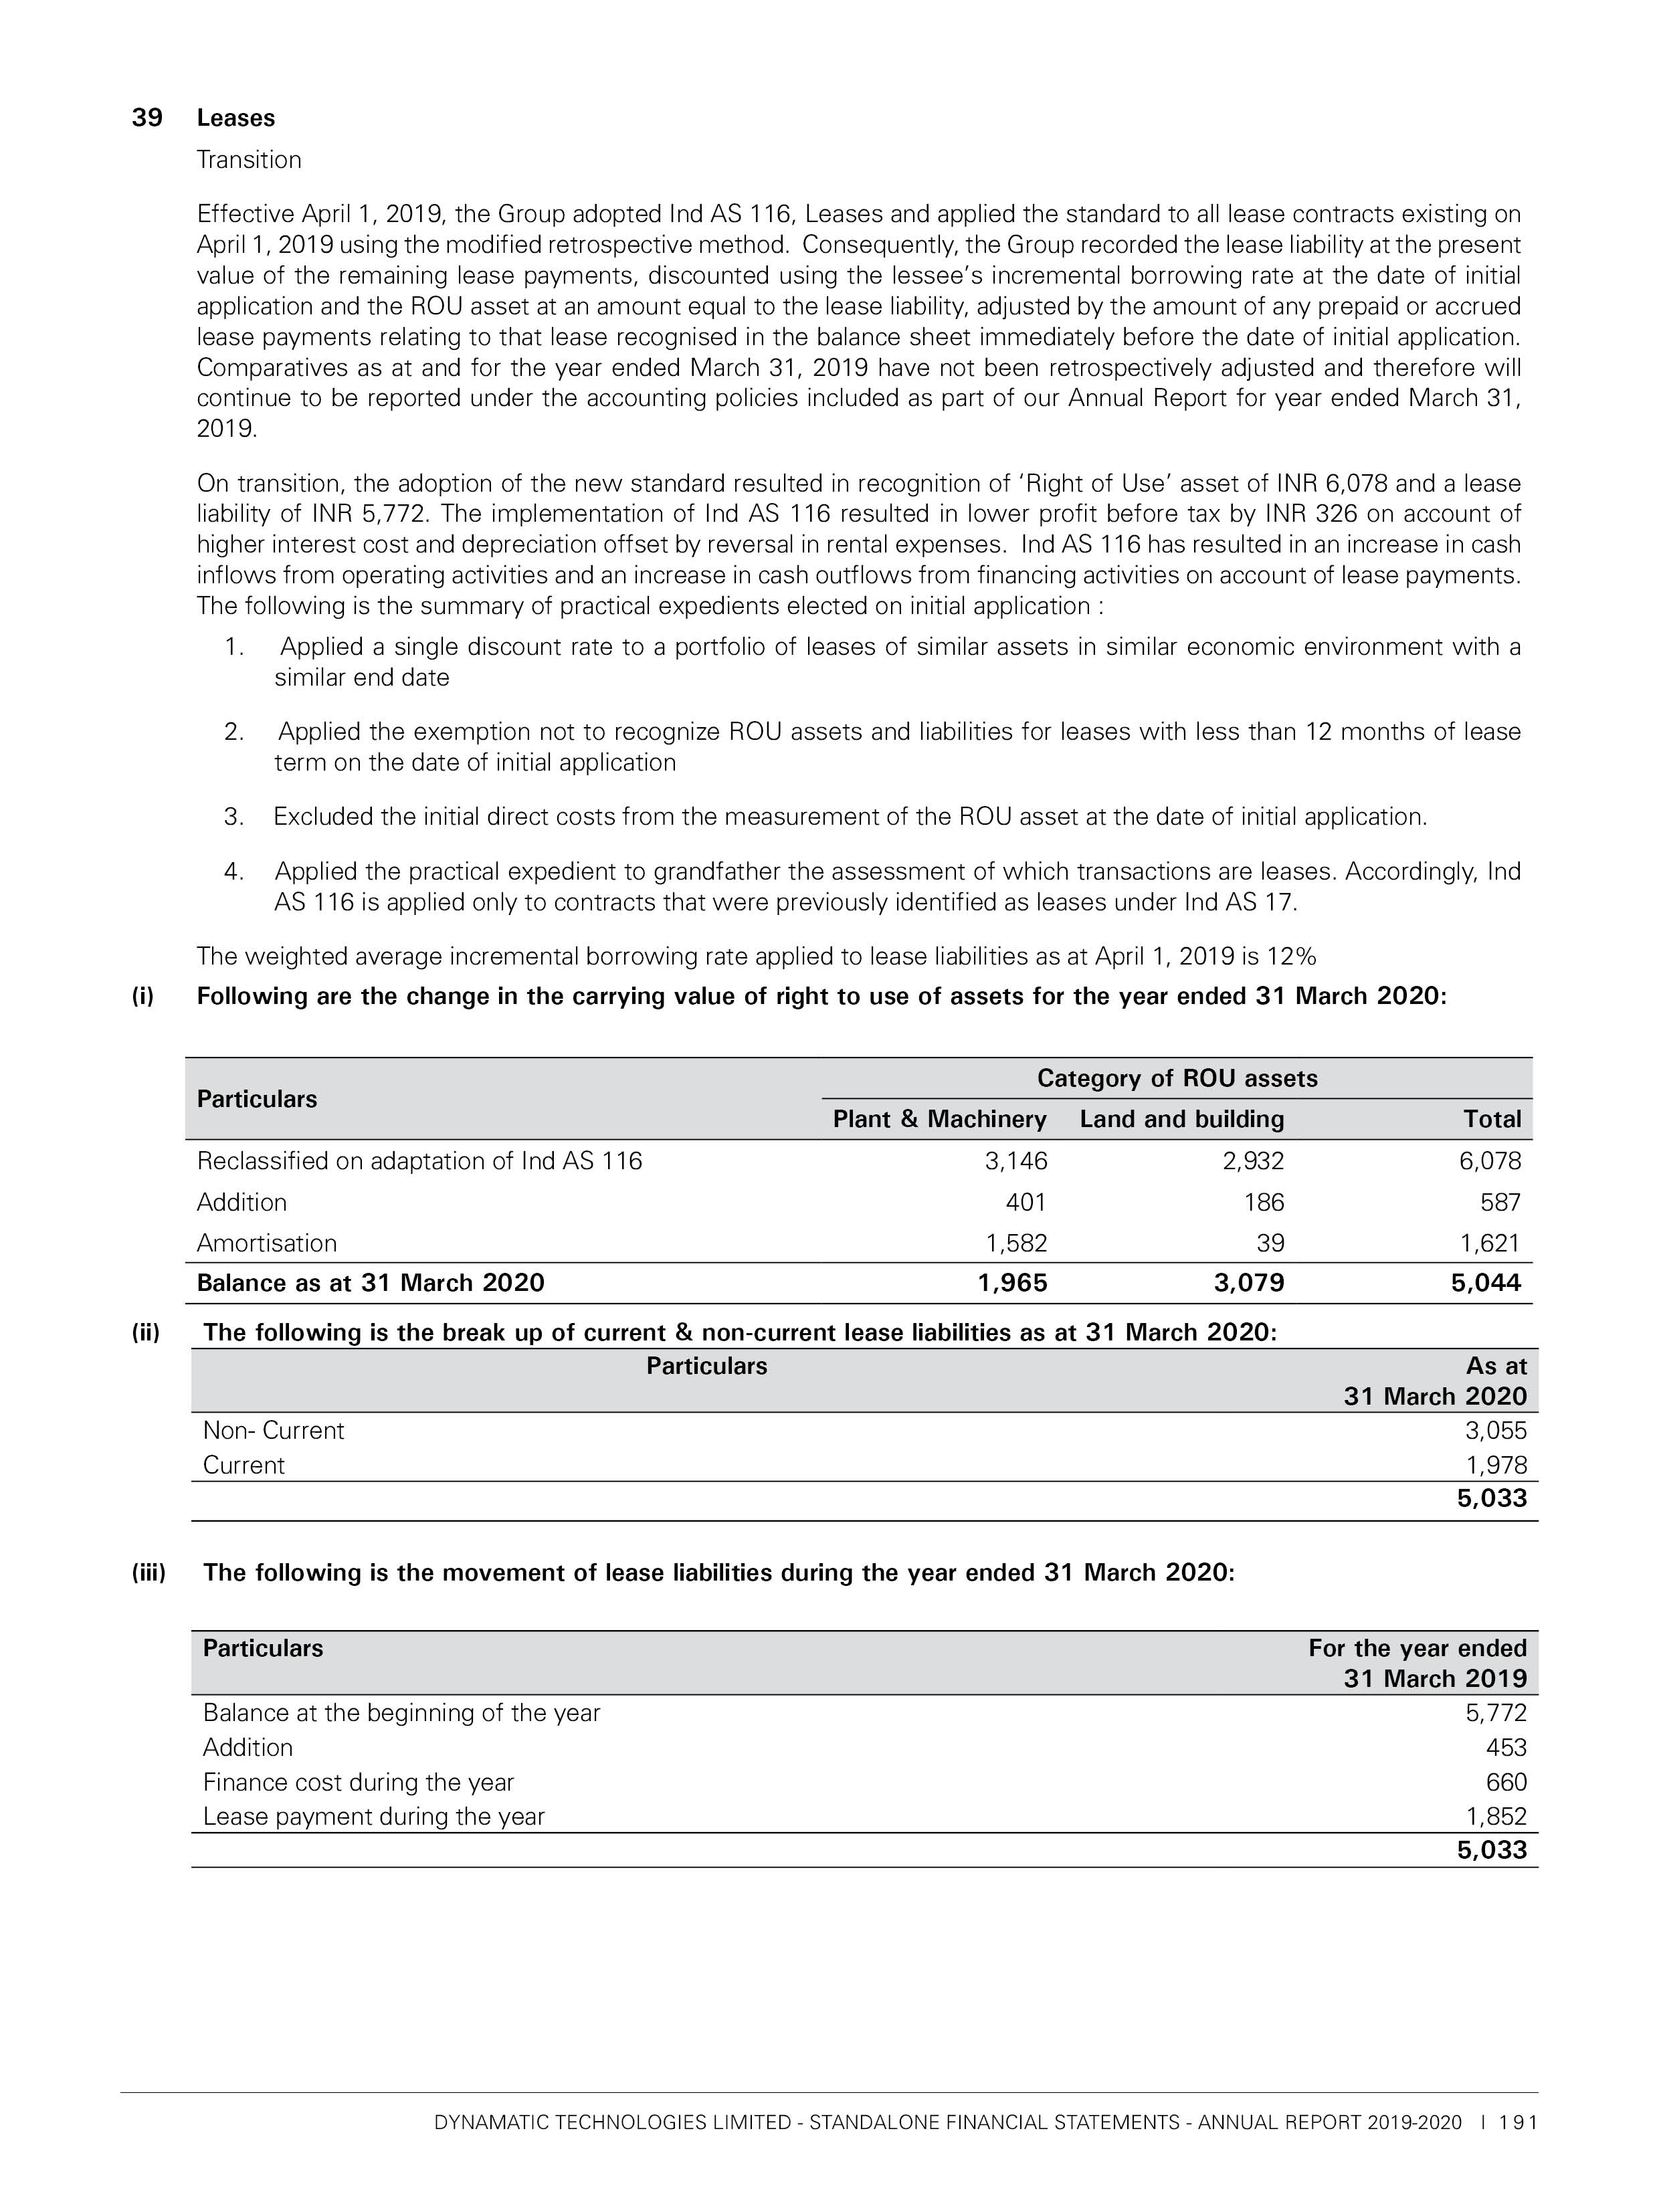 39 Leases
Transition
Effective April 1, 2019, the Group adopted Ind AS 116, Leases and applied the standard to all lease contracts existing on
April 1, 2019 using the modified retrospective method. Consequently, the Group recorded the lease liability at the present
value of the remaining lease payments, discounted using the lessee’s incremental borrowing rate at the date of initial
application and the ROU asset at an amount equal to the lease liability, adjusted by the amount of any prepaid or accrued
lease payments relating to that lease recognised in the balance sheet immediately before the date of initial application.
Comparatives as at and for the year ended March 31, 2019 have not been retrospectively adjusted and therefore will
continue to be reported under the accounting policies included as part of our Annual Report for year ended March 31,
2019.
On transition, the adoption of the new standard resulted in recognition of ‘Right of Use’ asset of INR 6,078 and a lease
liability of INR 5,772. The implementation of Ind AS 116 resulted in lower profit before tax by INR 326 on account of
higher interest cost and depreciation offset by reversal in rental expenses. Ind AS 116 has resulted in an increase in cash
inflows from operating activities and an increase in cash outflows from financing activities on account of lease payments.
The following is the summary of practical expedients elected on initial application :
1. Applied a single discount rate to a portfolio of leases of similar assets in similar economic environment with a
similar end date
2. Applied the exemption not to recognize ROU assets and liabilities for leases with less than 12 months of lease
term on the date of initial application
3. Excluded the initial direct costs from the measurement of the ROU asset at the date of initial application.
4. Applied the practical expedient to grandfather the assessment of which transactions are leases. Accordingly, Ind
AS 116 is applied only to contracts that were previously identified as leases under Ind AS 17.
The weighted average incremental borrowing rate applied to lease liabilities as at April 1, 2019 is 12%
(i) Following are the change in the carrying value of right to use of assets for the year ended 31 March 2020:
Particulars Category of ROU assets
Plant & Machinery Land and building Total
Reclassified on adaptation of Ind AS 116 3,146 2,932 6,078
Addition 401 186 587
Amortisation 1,582 39 1,621
Balance as at 31 March 2020 1,965 3,079 5,044
(ii) The following is the break up of current & non-current lease liabilities as at 31 March 2020:
Particulars As at
31 March 2020
Non- Current 3,055
Current 1,978
5,033
(iii) The following is the movement of lease liabilities during the year ended 31 March 2020:
Particulars For the year ended
31 March 2019
Balance at the beginning of the year 5,772
Addition 453
Finance cost during the year 660
Lease payment during the year 1,852
5,033
DYNAMATIC TECHNOLOGIES LIMITED - STANDALONE FINANCIAL STATEMENTS - ANNUAL REPORT 2019-2020 | 191